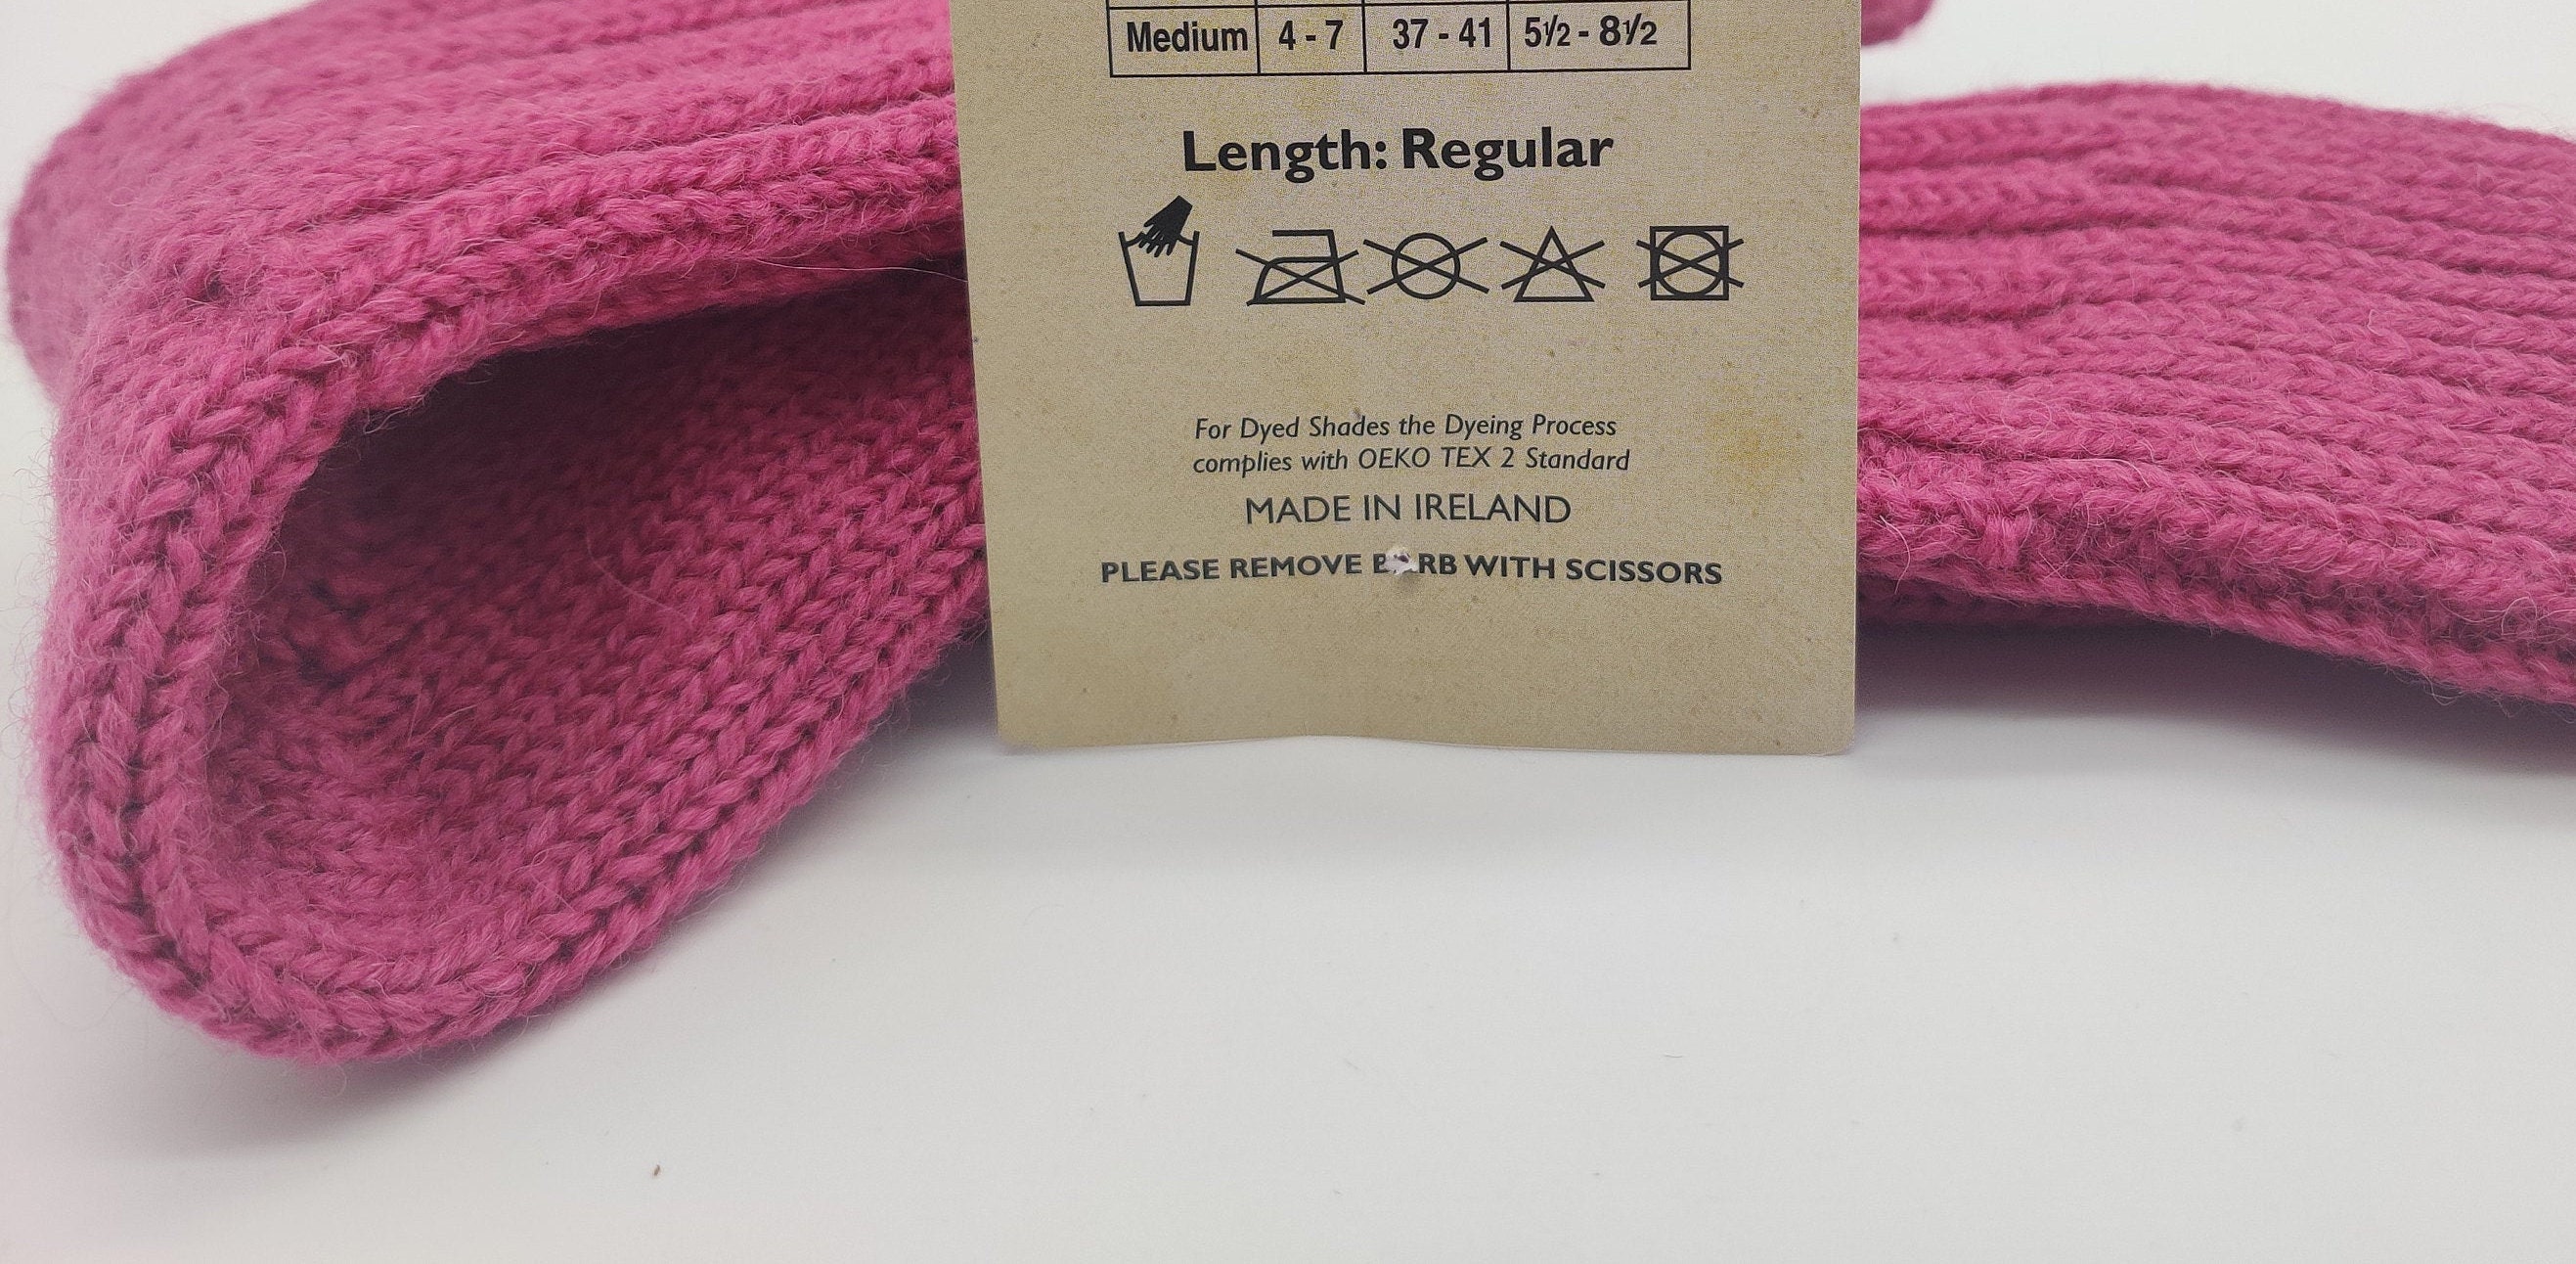 Medium 4 - 7 37 - 41 5½ - 8½
Length: Regular
For Dyed Shades the Dyeing Process
complies with OEKO TEX 2 Standard
MADE IN IRELAND
PLEASE REMOVE BARB WITH SCISSORS